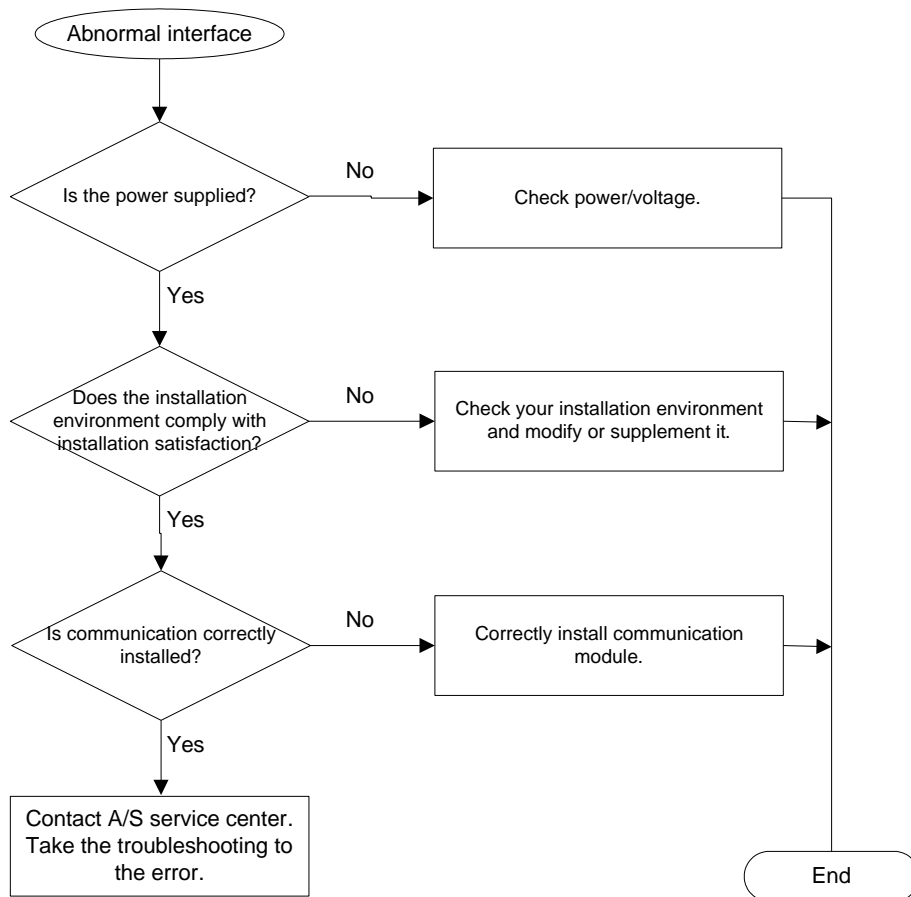 Abnormal interface
Is the power supplied?
No
Check power/voltage.
Yes
Does the installation
environment comply with
installation satisfaction?
No
Check your installation environment
and modify or supplement it.
Yes
Is communication correctly
installed?
No
Correctly install communication
module.
Yes
Contact A/S service center.
Take the troubleshooting to
the error.
End